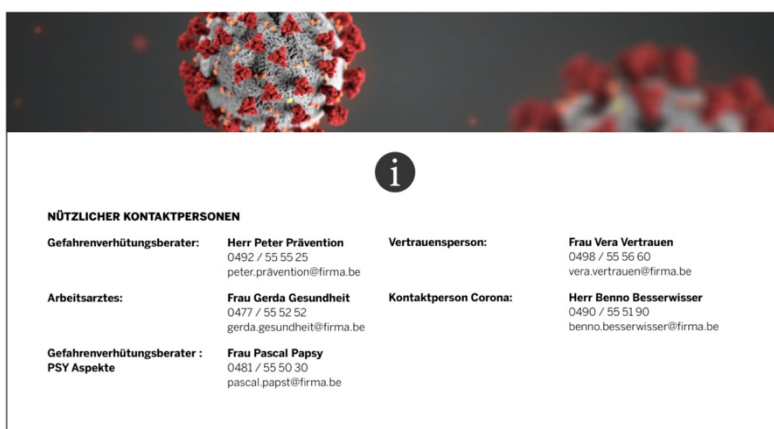 i
NÜTZLICHER KONTAKTPERSONEN
Gefahrenverhütungsberater:
Herr Peter Prävention
0492 / 55 55 25
peter.prävention@firma.be
Vertrauensperson:
Frau Vera Vertrauen
0498 / 55 56 60
vera.vertrauen@firma.be
Arbeitsarztes:
Frau Gerda Gesundheit
0477 / 55 52 52
gerda.gesundheit@firma.be
Kontaktperson Corona:
Herr Benno Besserwisser
0490 / 55 51 90
benno.besserwisser@firma.be
Gefahrenverhütungsberater :
PSY Aspekte
Frau Pascal Papsy
0481 / 55 50 30
pascal.papst@firma.be